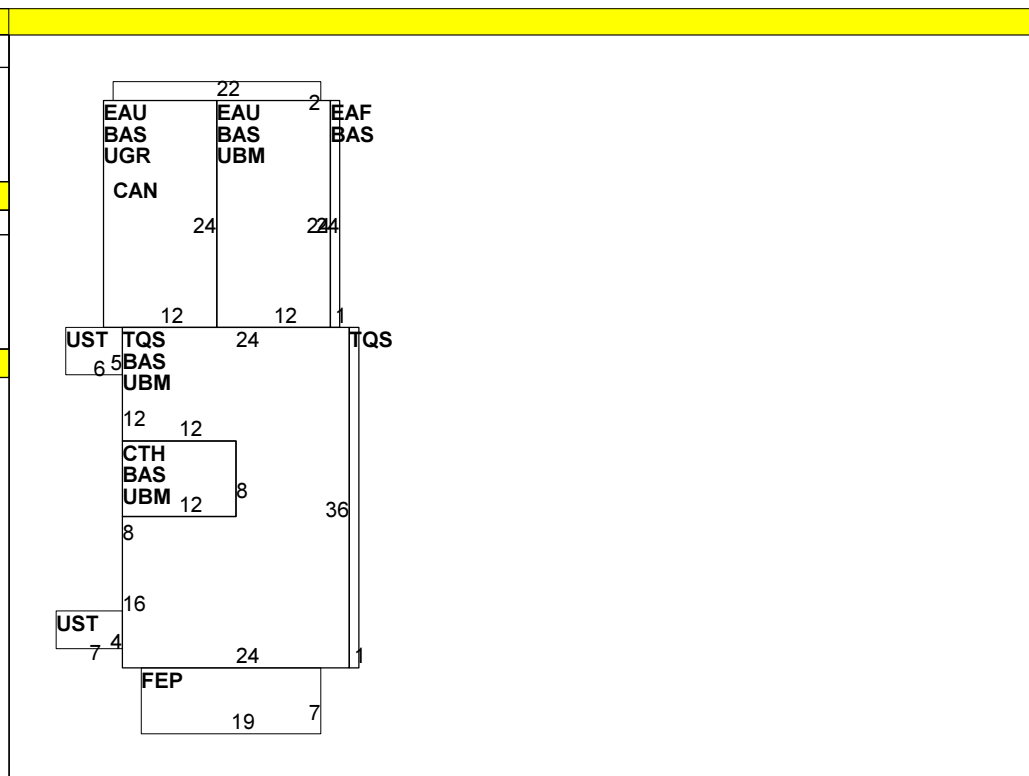 22
2
EAU EAU EAF
BAS BAS BAS
UGR UBM
CAN
24 24 24
12 12 1
UST TQS 24 TQS
6 5 BAS
UBM
12 12
CTH
BAS
UBM 12 8
36
8
16
UST
7 4
24 1
FEP
19 7